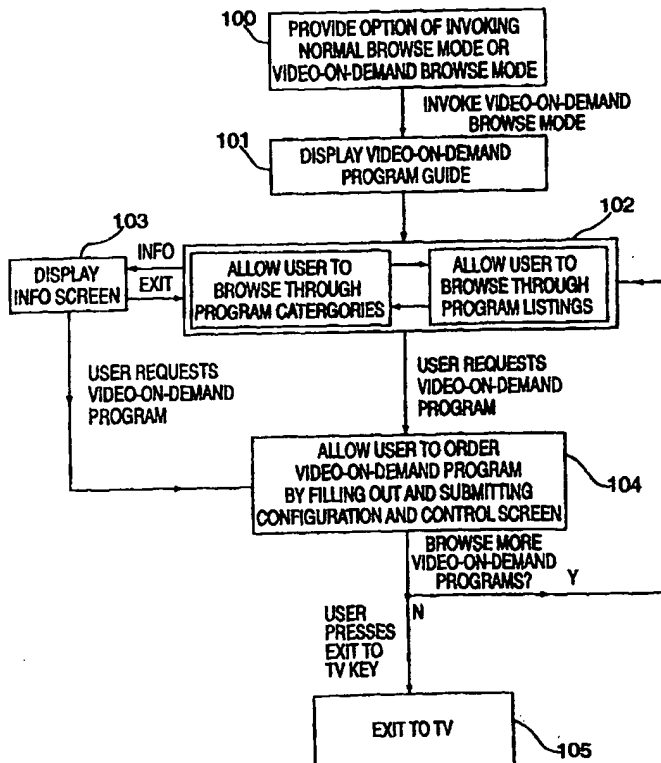 100
PROVIDE OPTION OF INVOKING
NORMAL BROWSE MODE OR
VIDEO-ON-DEMAND BROWSE MODE
INVOKE VIDEO-ON-DEMAND
BROWSE MODE
101
DISPLAY VIDEO-ON-DEMAND
PROGRAM GUIDE
103
102
DISPLAY
INFO SCREEN
INFO
EXIT
ALLOW USER TO
BROWSE THROUGH
PROGRAM CATERGORIES
ALLOW USER TO
BROWSE THROUGH
PROGRAM LISTINGS
USER REQUESTS
VIDEO-ON-DEMAND
PROGRAM
USER REQUESTS
VIDEO-ON-DEMAND
PROGRAM
ALLOW USER TO ORDER
VIDEO-ON-DEMAND PROGRAM
BY FILLING OUT AND SUBMITTING
CONFIGURATION AND CONTROL SCREEN
104
BROWSE MORE
VIDEO-ON-DEMAND
PROGRAMS?
Y
N
USER
PRESSES
EXIT TO
TV KEY
EXIT TO TV
105